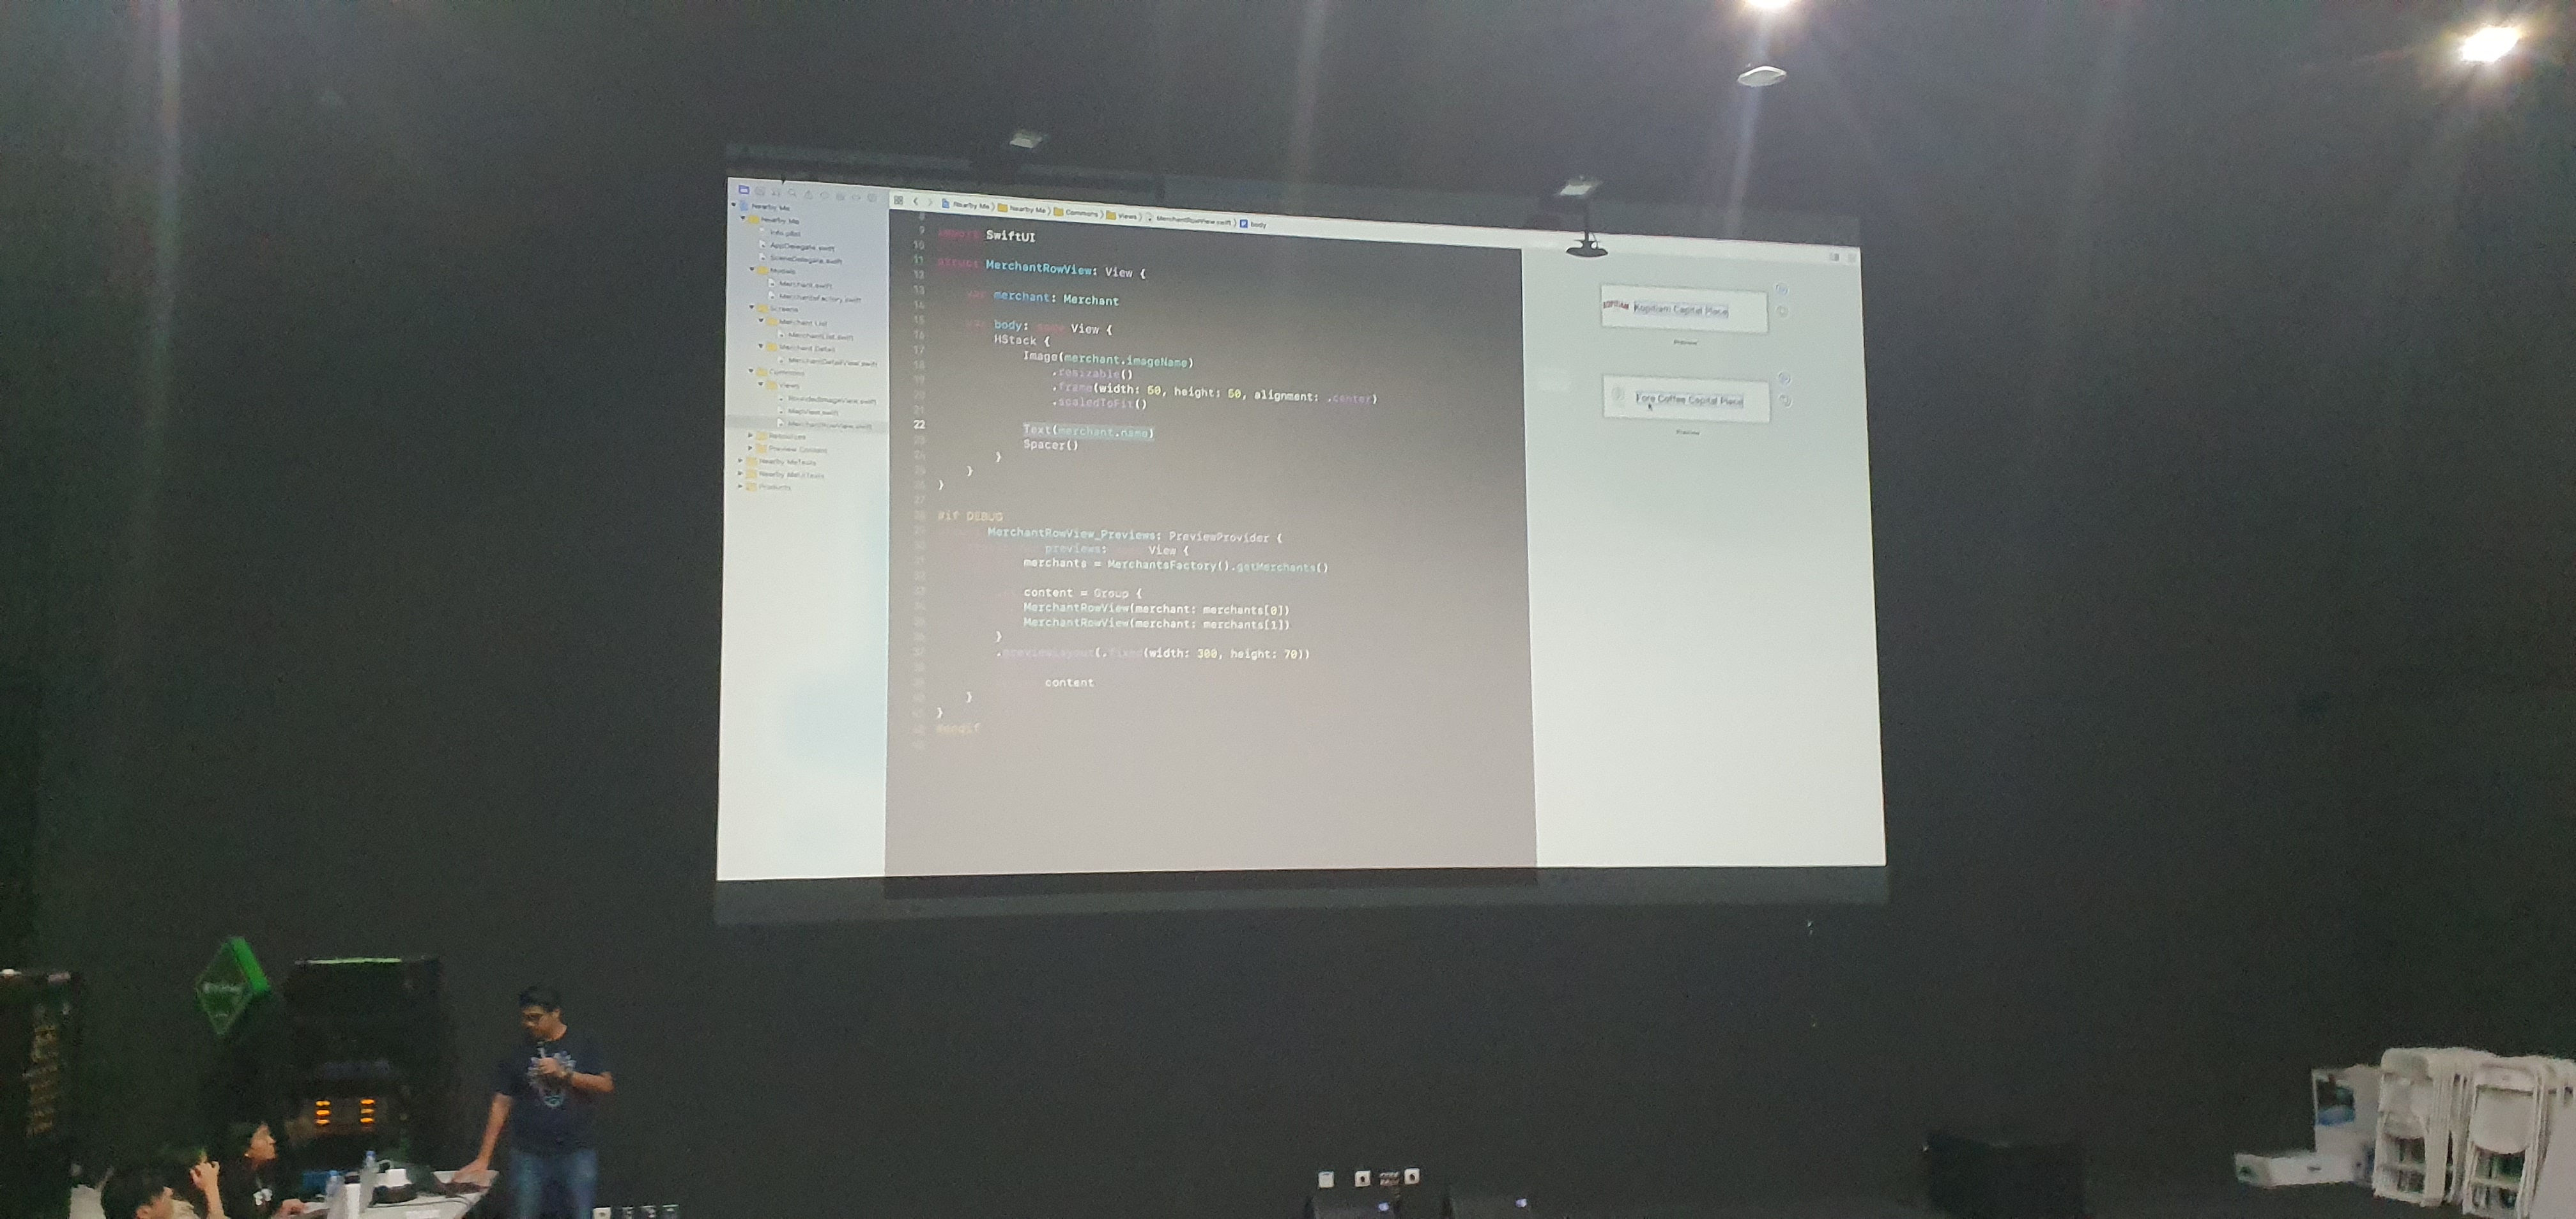 Nearby Me
Nearby Me
Info.plist
AppDelegate.swift
SceneDelegate.swift
Models
Merchant.swift
MerchantsFactory.swift
Screens
Merchant List
MerchantList.swift
Merchant Detail
MerchantDetailView.swift
Commons
Views
RoundedImageView.swift
MapView.swift
MerchantRowView.swift
Resources
Preview Content
Nearby MeTests
Nearby MeUITests
Products
Nearby Me Nearby Me Commons Views MerchantRowView.swift body
9 import SwiftUI
10
11 struct MerchantRowView: View {
12
13 var merchant: Merchant
14
15 var body: some View {
16 HStack {
17 Image(merchant.imageName)
18 .resizable()
19 .frame(width: 50, height: 50, alignment: .center)
20 .scaledToFit()
21
22 Text(merchant.name)
23 Spacer()
24 }
25 }
26 }
27
28 #if DEBUG
29 MerchantRowView_Previews: PreviewProvider {
30 previews: View {
31 merchants = MerchantsFactory().getMerchants()
32
33 content = Group {
34 MerchantRowView(merchant: merchants[0])
35 MerchantRowView(merchant: merchants[1])
36 }
37 .previewLayout(.fixed(width: 300, height: 70))
38
39 content
40 }
41 }
42 #endif
43
KOPITIAM Kopitiam Capital Place
Preview
Fore Coffee Capital Place
Preview